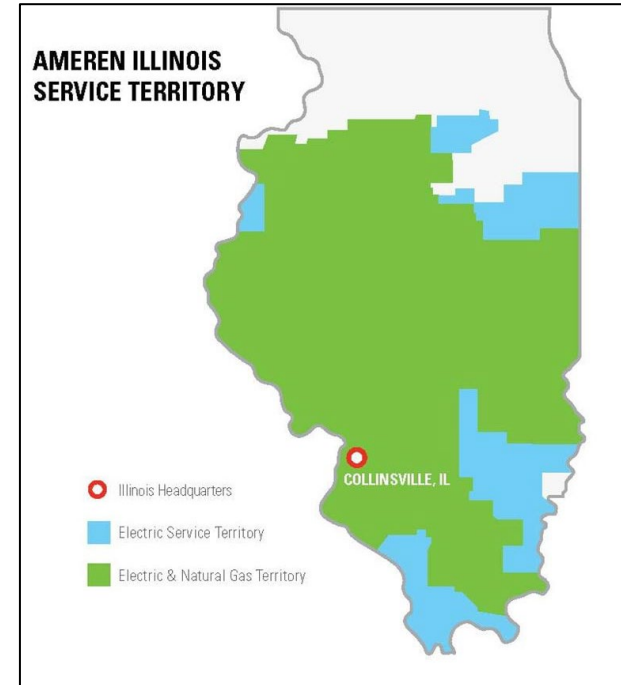 AMEREN ILLINOIS
SERVICE TERRITORY
COLLINSVILLE, IL
Illinois Headquarters
Electric Service Territory
Electric & Natural Gas Territory